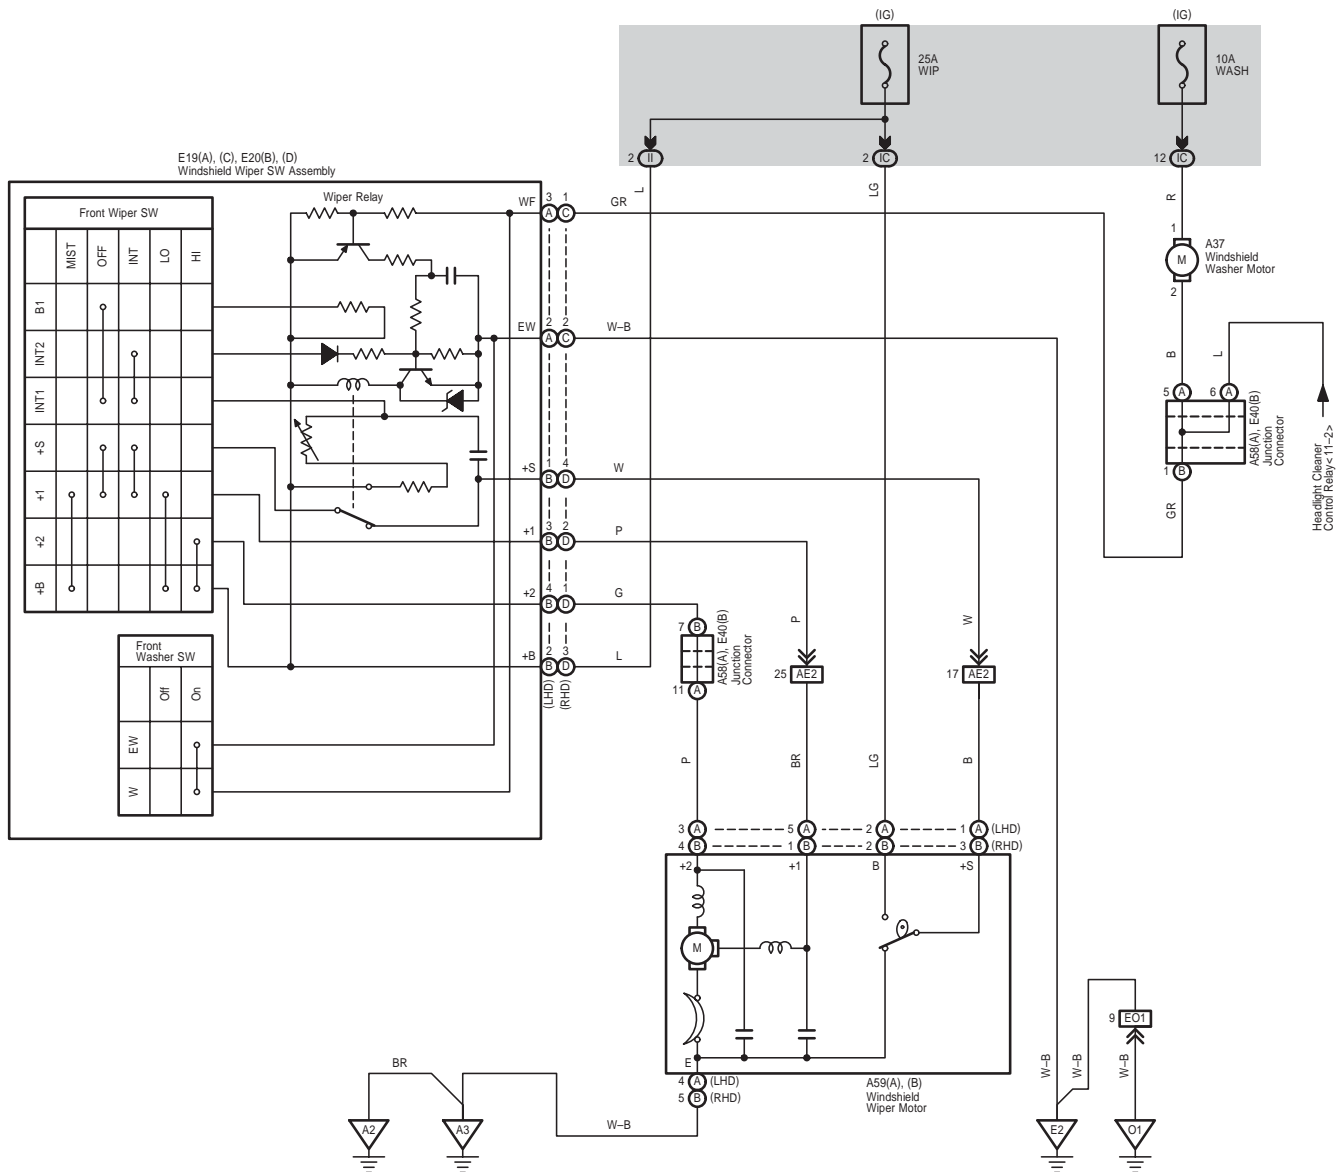 (IG)
(IG)
25A
WIP
10A
WASH
2 II
2 IC
12 IC
E19(A), (C), E20(B), (D)
Windshield Wiper SW Assembly
L
LG
R
Front Wiper SW
Wiper Relay
WF
3 1
A C
GR
MIST
OFF
INT
LO
HI
1
M
A37
Windshield
Washer Motor
2
B1
EW
2 2
A C
W–B
INT2
B
L
INT1
5 A
6 A
A58(A), E40(B)
Junction
Connector
Headlight Cleaner
Control Relay<11–2>
+S
+S
1 4
B D
W
1 B
+1
GR
+1
3 2
B D
P
+2
+B
+2
4 1
B D
G
7 B
A58(A), E40(B)
Junction
Connector
P
W
Front
Washer SW
+B
2 3
B D
L
25 AE2
17 AE2
Off
On
(LHD)
(RHD)
11 A
EW
W
P
BR
LG
B
3 A
5 A
2 A
1 A (LHD)
4 B
1 B
2 B
3 B (RHD)
+2
+1
B
+S
M
9 EO1
E
BR
W–B
W–B
W–B
4 A (LHD)
5 B (RHD)
A59(A), (B)
Windshield
Wiper Motor
W–B
A2
A3
E2
O1